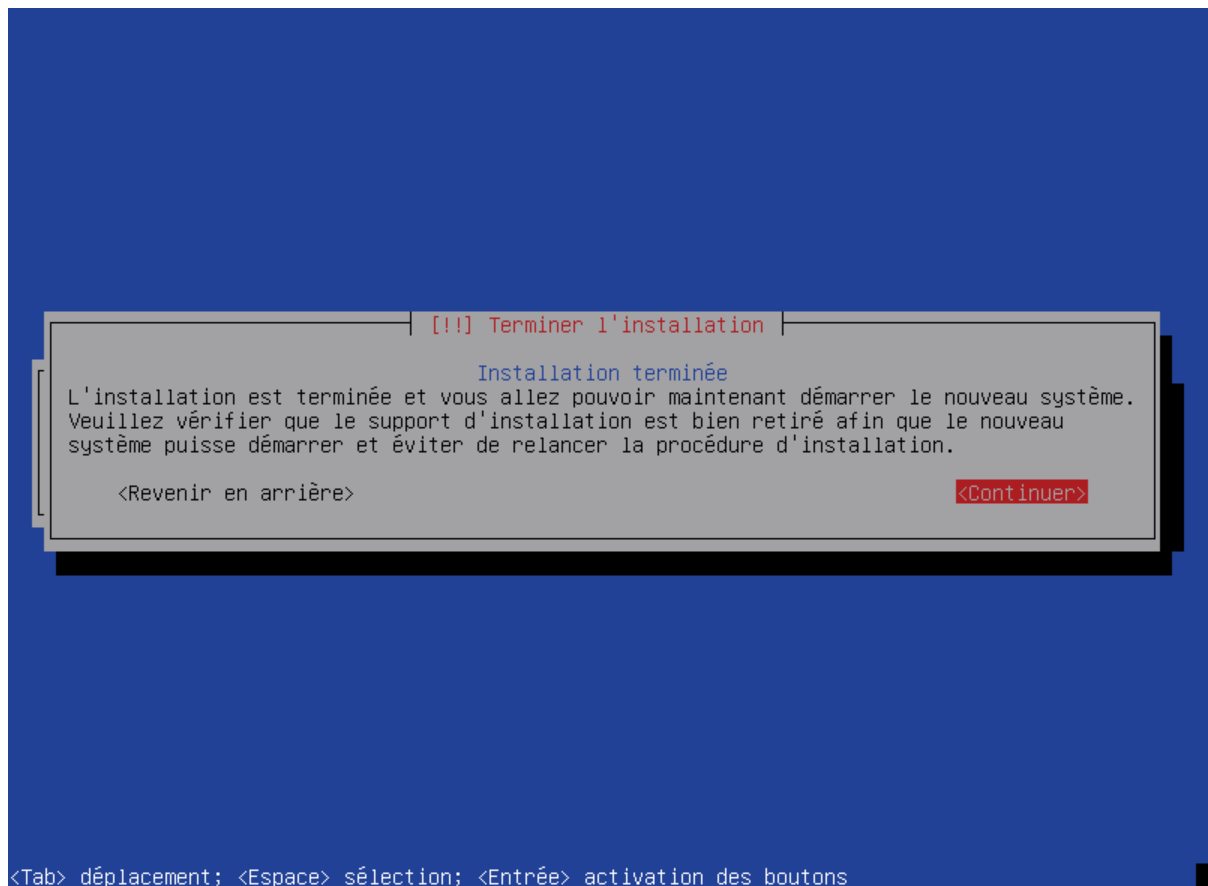 [!!] Terminer l'installation
Installation terminée
L'installation est terminée et vous allez pouvoir maintenant démarrer le nouveau système.
Veuillez vérifier que le support d'installation est bien retiré afin que le nouveau
système puisse démarrer et éviter de relancer la procédure d'installation.
<Revenir en arrière> <Continuer>
<Tab> déplacement; <Espace> sélection; <Entrée> activation des boutons